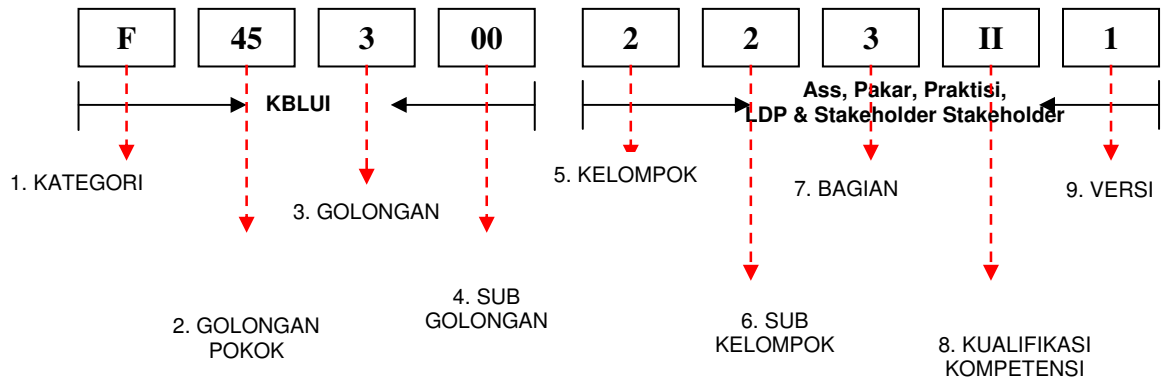 F 45 3 00 2 2 3 II 1
KBLUI
Ass, Pakar, Praktisi,
LDP & Stakeholder Stakeholder
1. KATEGORI
5. KELOMPOK
7. BAGIAN
9. VERSI
3. GOLONGAN
4. SUB
GOLONGAN
2. GOLONGAN
POKOK
6. SUB
KELOMPOK
8. KUALIFIKASI
KOMPETENSI